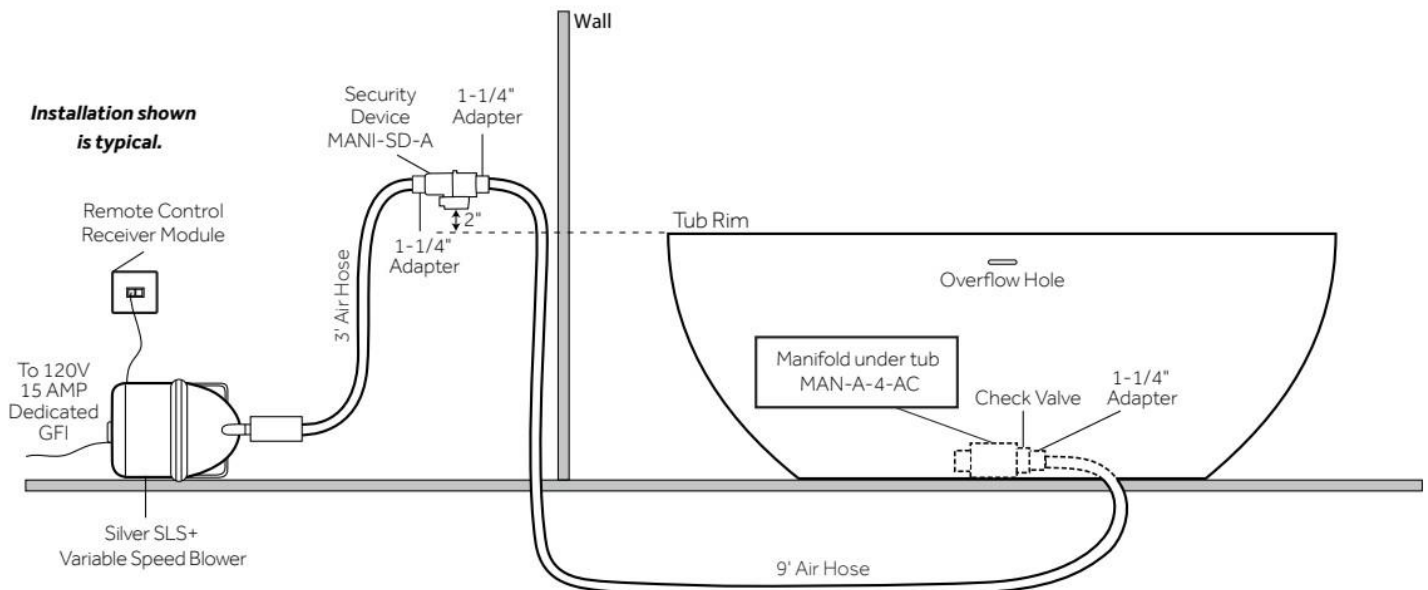 Wall
Installation shown
is typical.
Security
Device
MANI-SD-A
1-1/4"
Adapter
2"
1-1/4"
Adapter
Tub Rim
Remote Control
Receiver Module
3' Air Hose
Overflow Hole
To 120V
15 AMP
Dedicated
GFI
Manifold under tub
MAN-A-4-AC
Check Valve
1-1/4"
Adapter
Silver SLS+
Variable Speed Blower
9' Air Hose